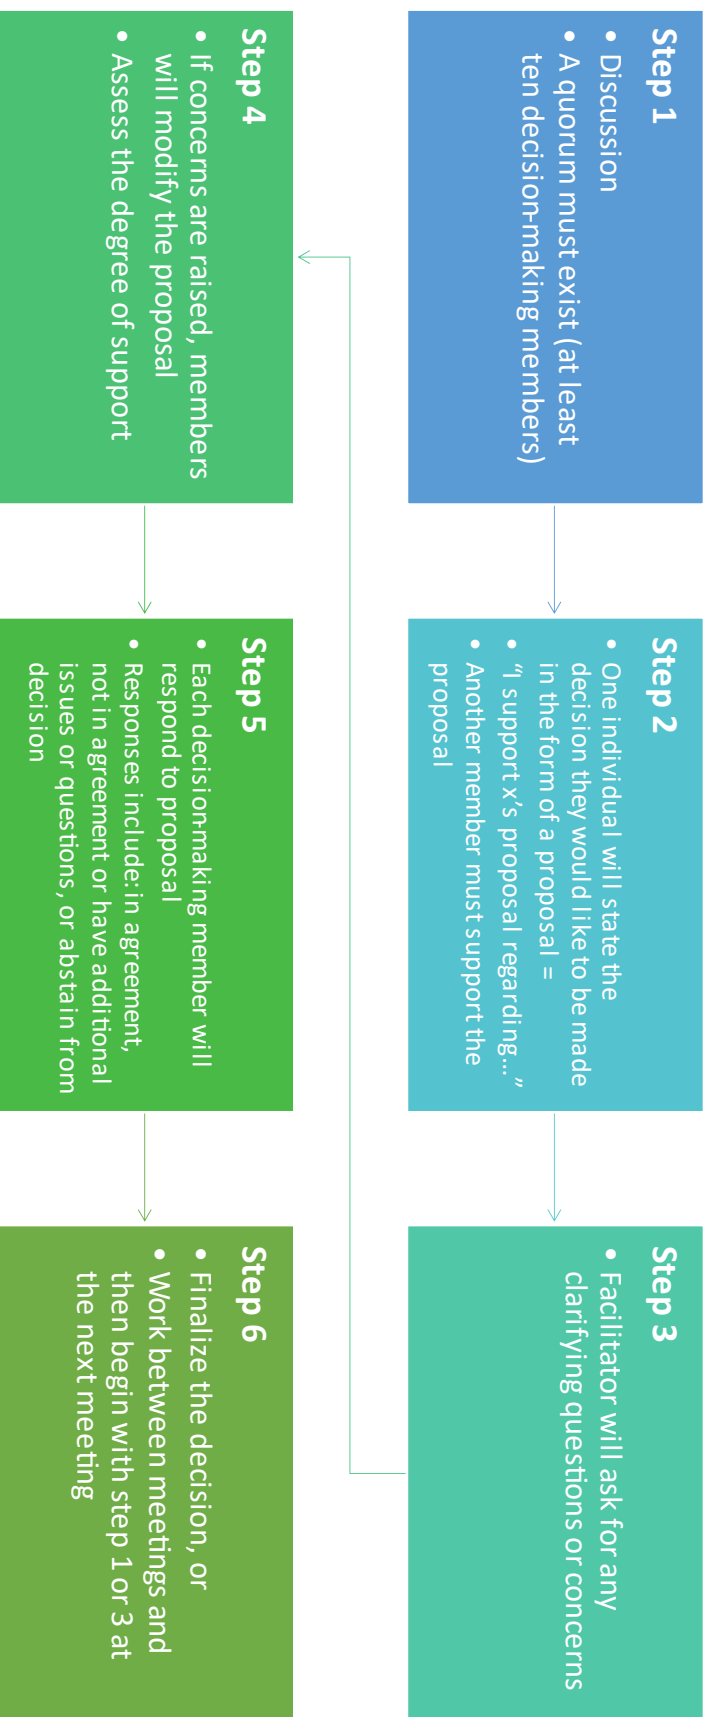 Step 1
• Discussion
• A quorum must exist (at least
ten decision-making members)
Step 2
• One individual will state the
decision they would like to be made
in the form of a proposal =
• “I support x’s proposal regarding… ”
• Another member must support the
proposal
Step 3
• Facilitator will ask for any
clarifying questions or concerns
Step 4
• If concerns are raised, members
will modify the proposal
• Assess the degree of support
Step 5
• Each decision-making member will
respond to proposal
• Responses include: in agreement,
not in agreement or have additional
issues or questions, or abstain from
decision
Step 6
• Finalize the decision, or
• Work between meetings and
then begin with step 1 or 3 at
the next meeting